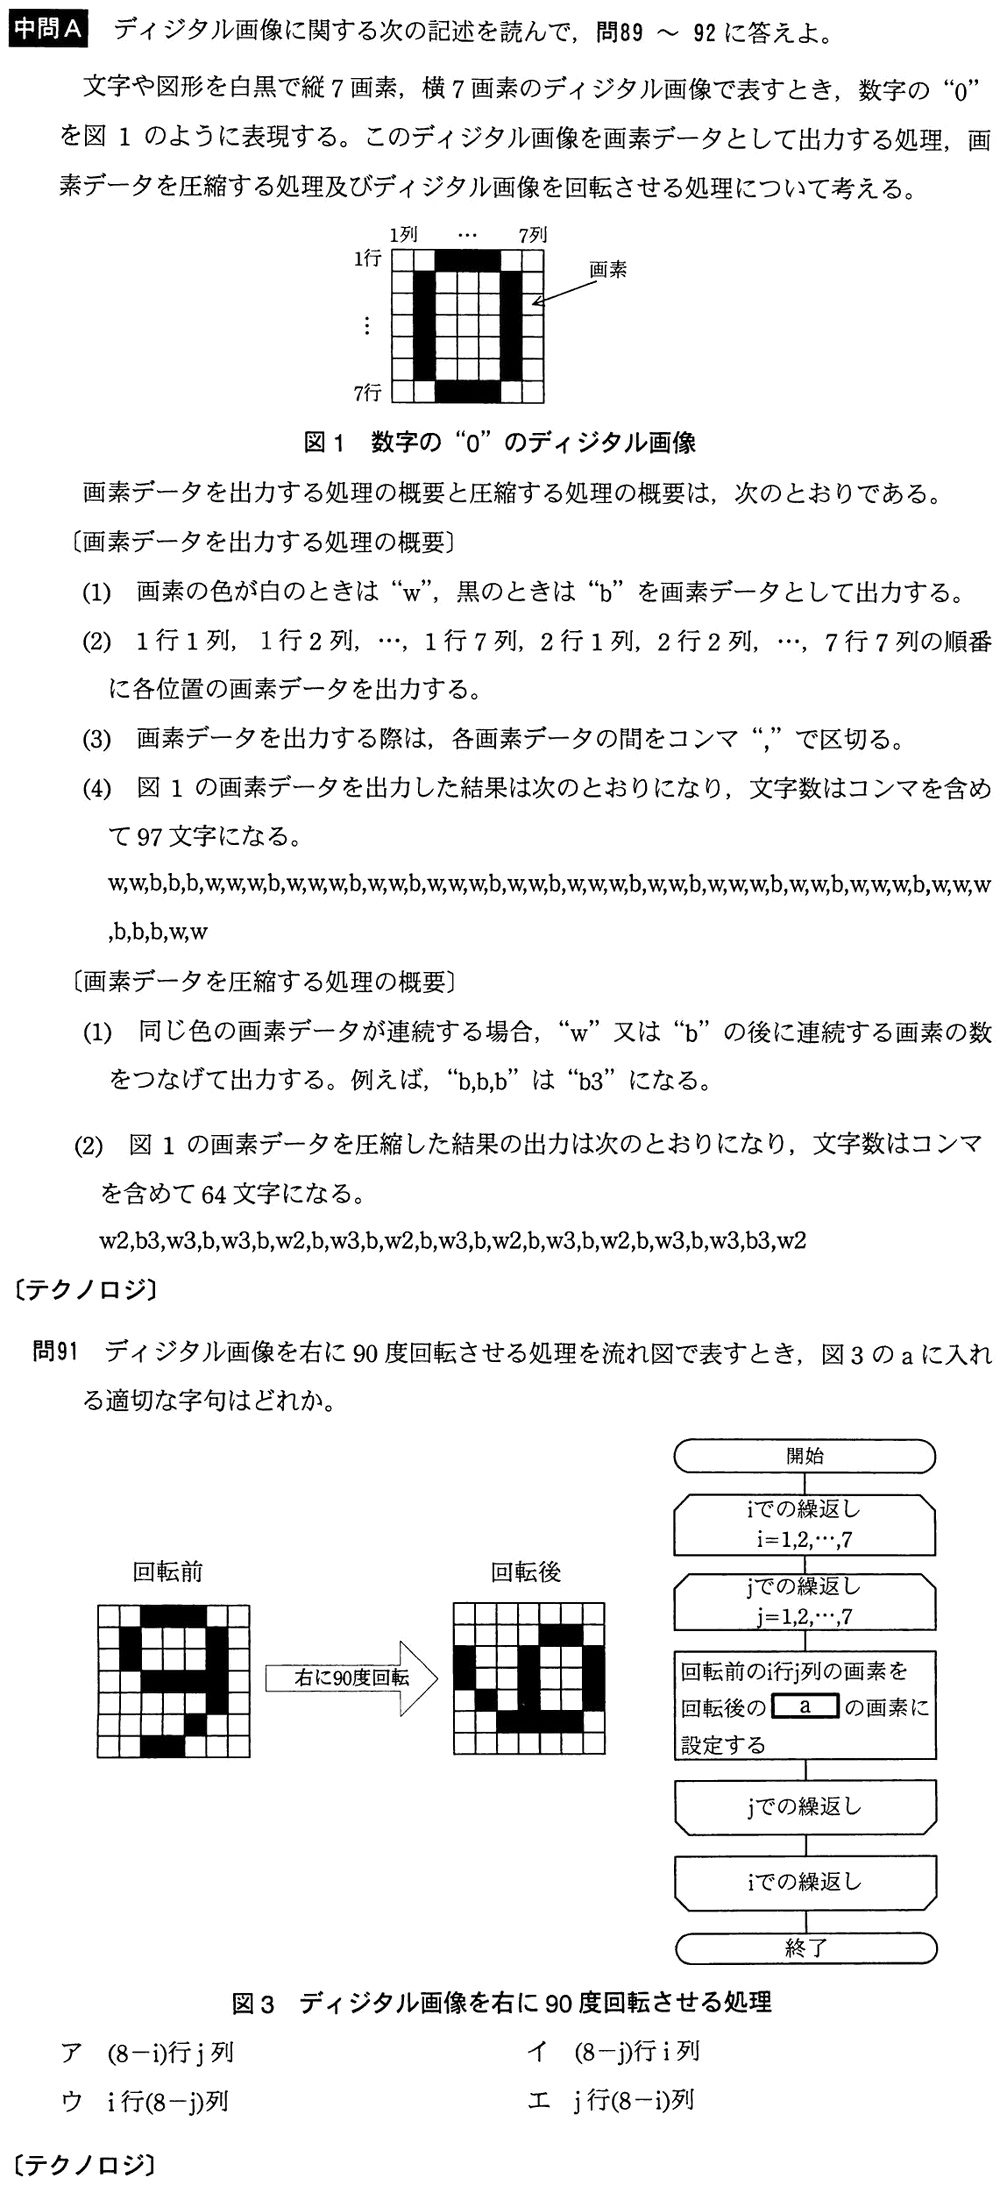 中問A ディジタル画像に関する次の記述を読んで，問89 ～ 92に答えよ。
文字や図形を白黒で縦7画素，横7画素のディジタル画像で表すとき，数字の“0”
を図1のように表現する。このディジタル画像を画素データとして出力する処理，画
素データを圧縮する処理及びディジタル画像を回転させる処理について考える。
1列 … 7列
1行
画素
⋮
7行
図1 数字の“0”のディジタル画像
画素データを出力する処理の概要と圧縮する処理の概要は，次のとおりである。
〔画素データを出力する処理の概要〕
(1) 画素の色が白のときは“w”，黒のときは“b”を画素データとして出力する。
(2) 1行1列，1行2列，…，1行7列，2行1列，2行2列，…，7行7列の順番
に各位置の画素データを出力する。
(3) 画素データを出力する際は，各画素データの間をコンマ“,”で区切る。
(4) 図1の画素データを出力した結果は次のとおりになり，文字数はコンマを含め
て97文字になる。
w,w,b,b,b,w,w,w,b,w,w,w,b,w,w,b,w,w,w,b,w,w,b,w,w,w,b,w,w,b,w,w,w,b,w,w,b,w,w,w,b,w,w,w
,b,b,b,w,w
〔画素データを圧縮する処理の概要〕
(1) 同じ色の画素データが連続する場合，“w”又は“b”の後に連続する画素の数
をつなげて出力する。例えば，“b,b,b”は“b3”になる。
(2) 図1の画素データを圧縮した結果の出力は次のとおりになり，文字数はコンマ
を含めて64文字になる。
w2,b3,w3,b,w3,b,w2,b,w3,b,w2,b,w3,b,w2,b,w3,b,w2,b,w3,b,w3,b3,w2
〔テクノロジ〕
問91 ディジタル画像を右に90度回転させる処理を流れ図で表すとき，図3のaに入れ
る適切な字句はどれか。
開始
iでの繰返し
i=1,2,…,7
jでの繰返し
j=1,2,…,7
回転前
回転後
右に90度回転
回転前のi行j列の画素を
回転後の a の画素に
設定する
jでの繰返し
iでの繰返し
終了
図3 ディジタル画像を右に90度回転させる処理
ア (8－i)行j列 イ (8－j)行i列
ウ i行(8－j)列 エ j行(8－i)列
〔テクノロジ〕